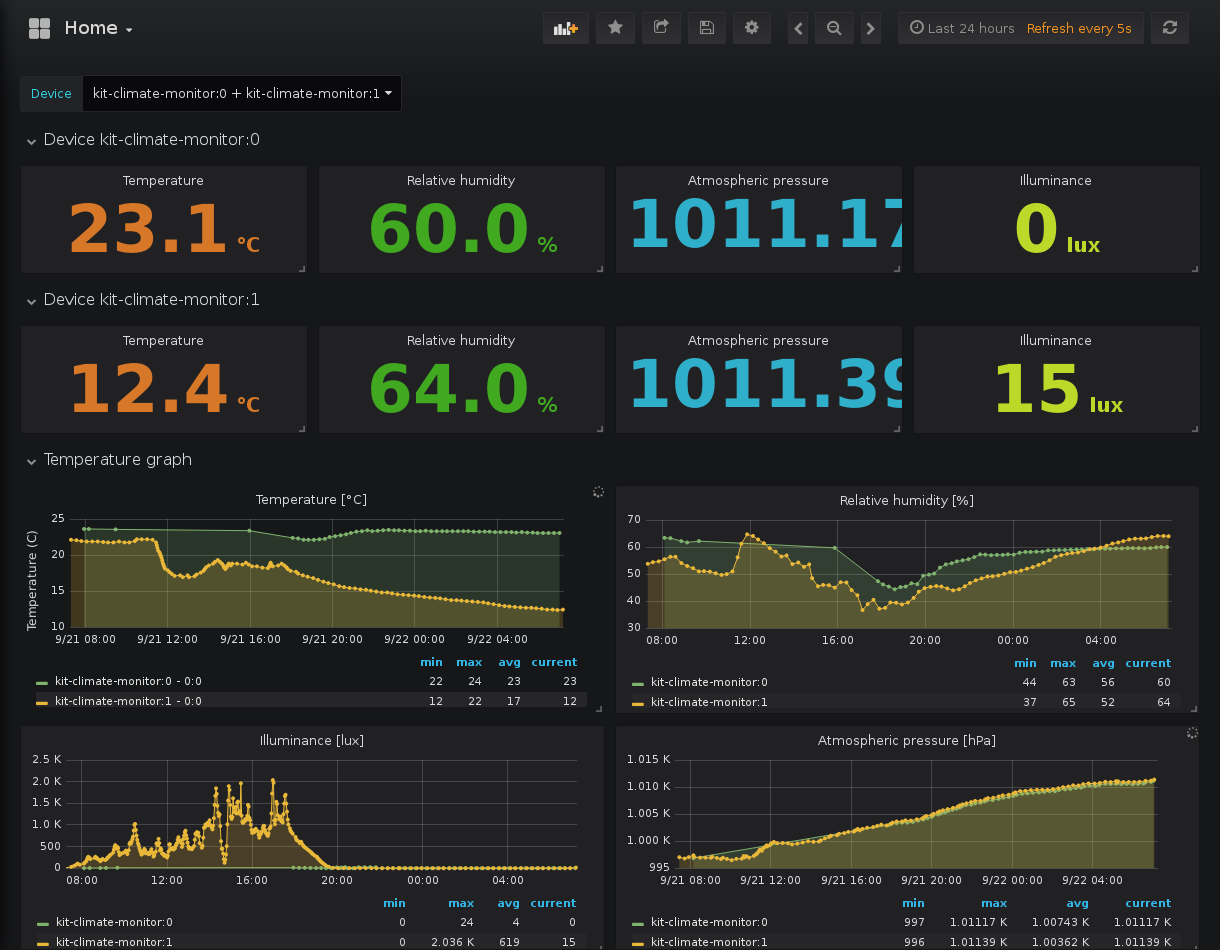 Home
Last 24 hours Refresh every 5s
Device kit-climate-monitor:0 + kit-climate-monitor:1
Device kit-climate-monitor:0
Temperature Relative humidity Atmospheric pressure Illuminance
23.1 °C 60.0 % 1011.17 0 lux
Device kit-climate-monitor:1
Temperature Relative humidity Atmospheric pressure Illuminance
12.4 °C 64.0 % 1011.39 15 lux
Temperature graph
Temperature [°C]
Temperature (C)
25
20
15
10
9/21 08:00 9/21 12:00 9/21 16:00 9/21 20:00 9/22 00:00 9/22 04:00
min max avg current
kit-climate-monitor:0 - 0:0 22 24 23 23
kit-climate-monitor:1 - 0:0 12 22 17 12
Relative humidity [%]
70
60
50
40
30
08:00 12:00 16:00 20:00 00:00 04:00
min max avg current
kit-climate-monitor:0 44 63 56 60
kit-climate-monitor:1 37 65 52 64
Illuminance [lux]
2.5 K
2.0 K
1.5 K
1.0 K
500
0
08:00 12:00 16:00 20:00 00:00 04:00
min max avg current
kit-climate-monitor:0 0 24 4 0
kit-climate-monitor:1 0 2.036 K 619 15
Atmospheric pressure [hPa]
1.015 K
1.010 K
1.005 K
1.000 K
995
9/21 08:00 9/21 12:00 9/21 16:00 9/21 20:00 9/22 00:00 9/22 04:00
min max avg current
kit-climate-monitor:0 997 1.01117 K 1.00743 K 1.01117 K
kit-climate-monitor:1 996 1.01139 K 1.00362 K 1.01139 K